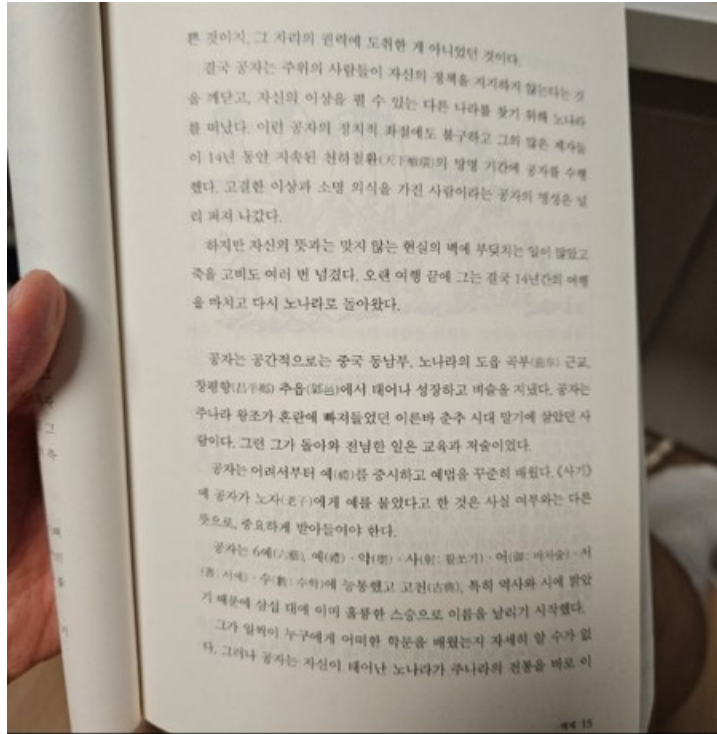 쁜 것이지, 그 자리의 권력에 도취한 게 아니었던 것이다.
결국 공자는 주위의 사람들이 자신의 정책을 지지하지 않는다는 것
을 깨닫고, 자신의 이상을 펼 수 있는 다른 나라를 찾기 위해 노나라
를 떠났다. 이런 공자의 정치적 좌절에도 불구하고 그의 많은 제자들
이 14년 동안 지속된 천하철환(天下轍環)의 망명 기간에 공자를 수행
했다. 고결한 이상과 소명 의식을 가진 사람이라는 공자의 명성은 널
리 퍼져 나갔다.
하지만 자신의 뜻과는 맞지 않는 현실의 벽에 부딪치는 일이 많았고
죽을 고비도 여러 번 넘겼다. 오랜 여행 끝에 그는 결국 14년간의 여행
을 마치고 다시 노나라로 돌아왔다.
공자는 공간적으로는 중국 동남부, 노나라의 도읍 곡부(曲阜) 근교,
창평향(昌平鄕) 추읍(鄹邑)에서 태어나 성장하고 벼슬을 지냈다. 공자는
주나라 왕조가 혼란에 빠져들었던 이른바 춘추 시대 말기에 살았던 사
람이다. 그런 그가 돌아와 전념한 일은 교육과 저술이었다.
공자는 어려서부터 예(禮)를 중시하고 예법을 꾸준히 배웠다. 《사기》
에 공자가 노자(老子)에게 예를 물었다고 한 것은 사실 여부와는 다른
뜻으로, 중요하게 받아들여야 한다.
공자는 6예(六藝), 예(禮)·악(樂)·사(射: 활쏘기)·어(御: 마차술)·서
(書: 서예)·수(數: 수학)에 능통했고 고전(古典), 특히 역사와 시에 밝았
기 때문에 삼십 대에 이미 훌륭한 스승으로 이름을 날리기 시작했다.
그가 일찍이 누구에게 어떠한 학문을 배웠는지 자세히 알 수가 없
다. 그러나 공자는 자신이 태어난 노나라가 주나라의 전통을 바로 이
해제 15